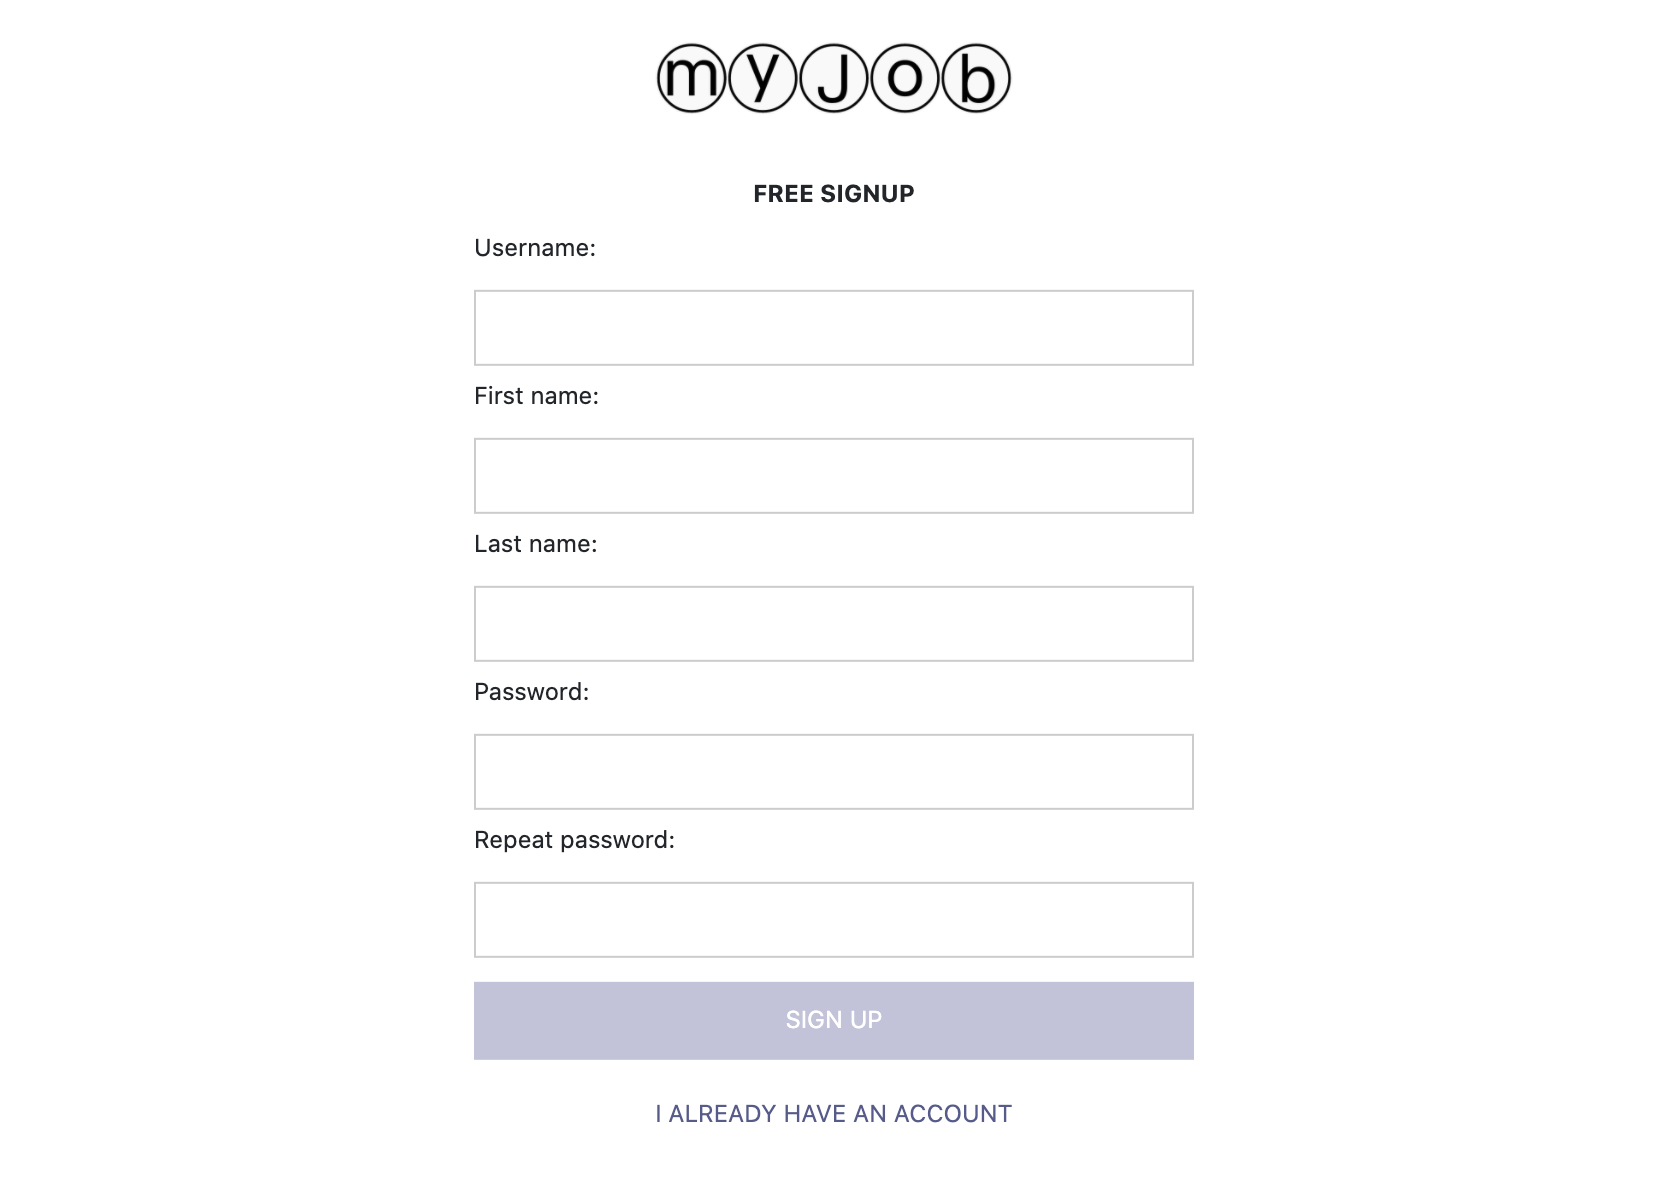 myJob
FREE SIGNUP
Username:
First name:
Last name:
Password:
Repeat password:
SIGN UP
I ALREADY HAVE AN ACCOUNT